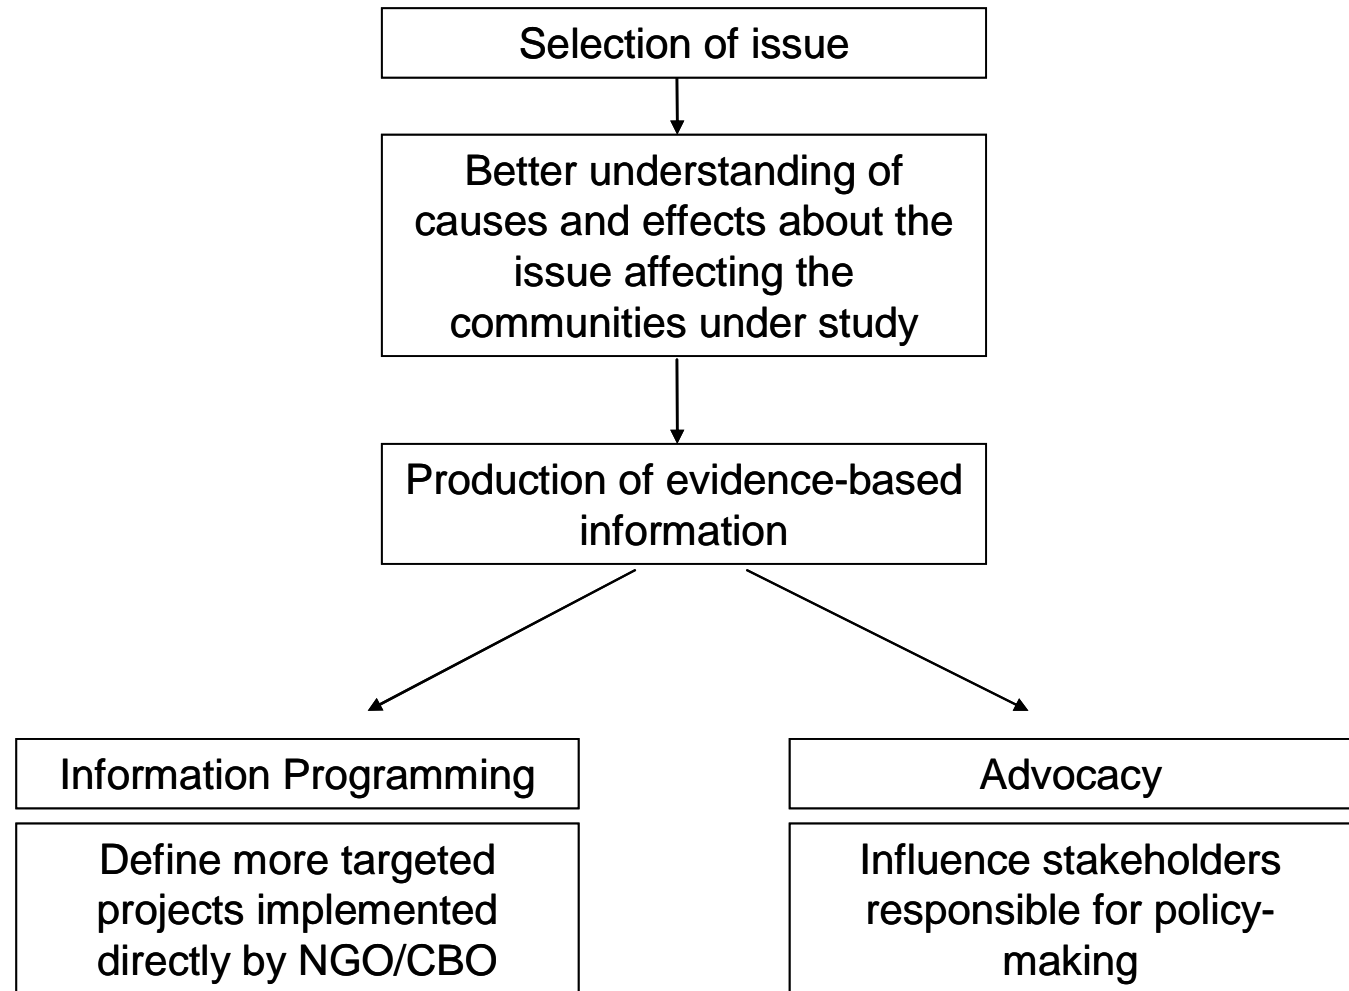 Selection of issue
Better understanding of
causes and effects about the
issue affecting the
communities under study
Production of evidence-based
information
Information Programming
Define more targeted
projects implemented
directly by NGO/CBO
Advocacy
Influence stakeholders
responsible for policy-
making